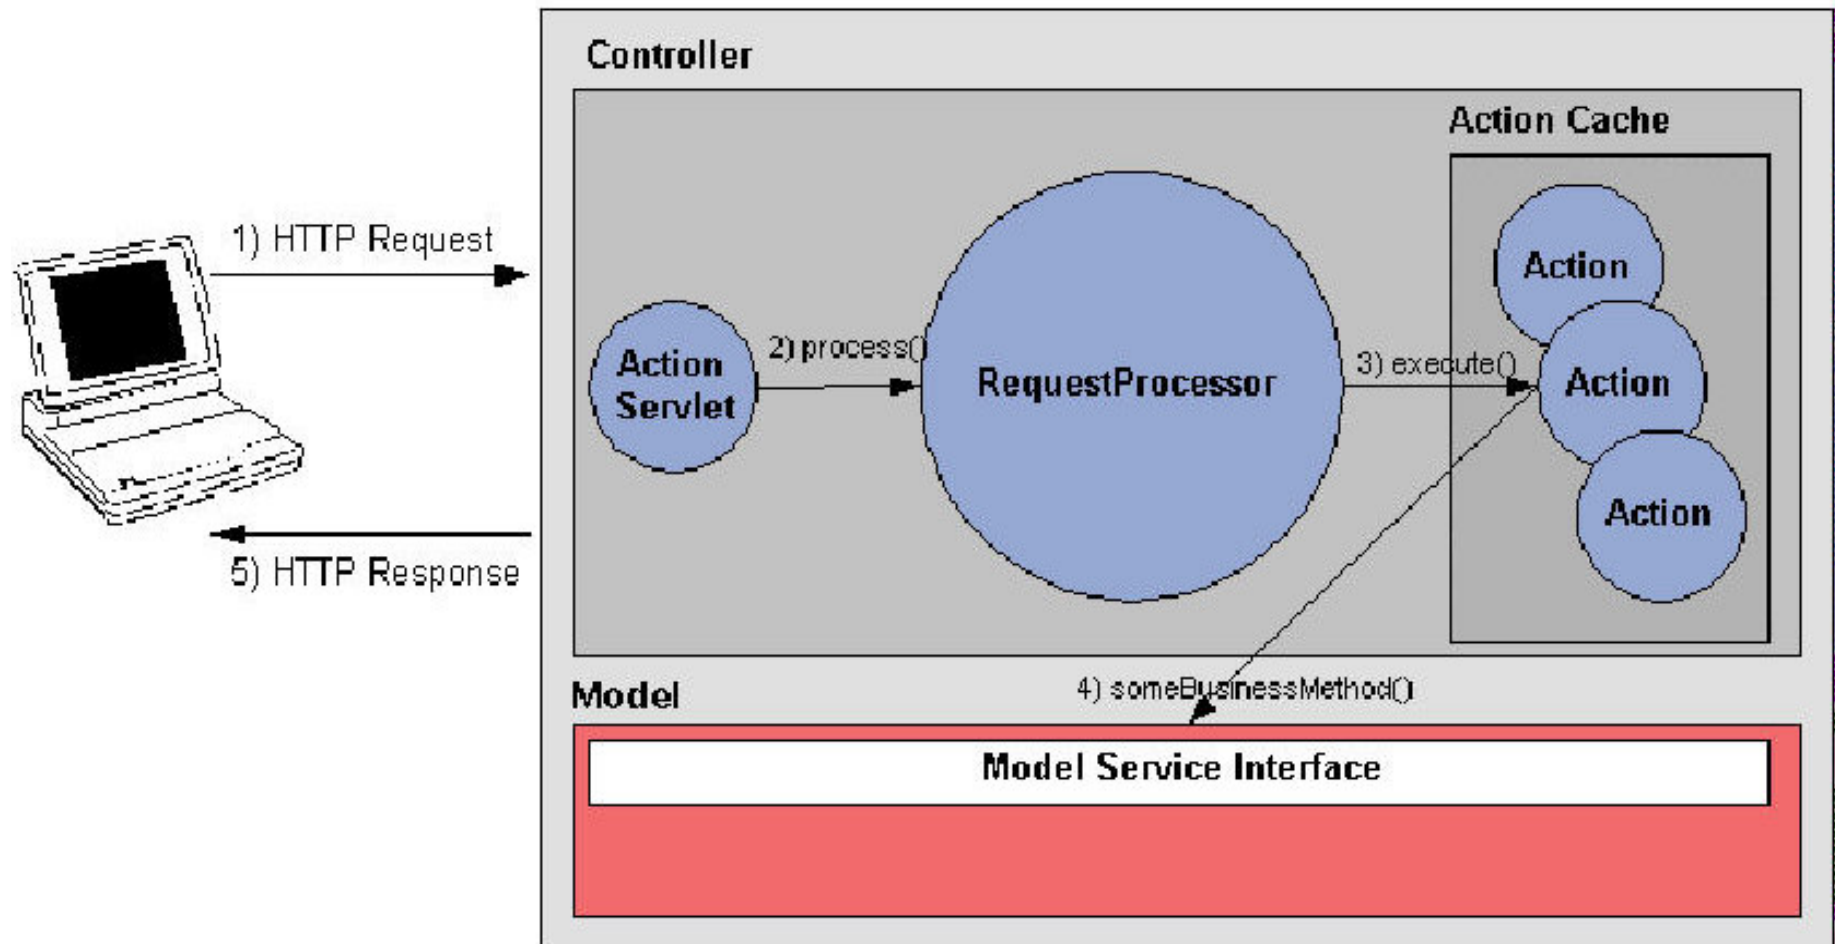 Controller
Action Cache
1) HTTP Request
Action
2) process()
3) execute()
Action
Servlet
RequestProcessor
Action
Action
5) HTTP Response
4) someBusinessMethod()
Model
Model Service Interface